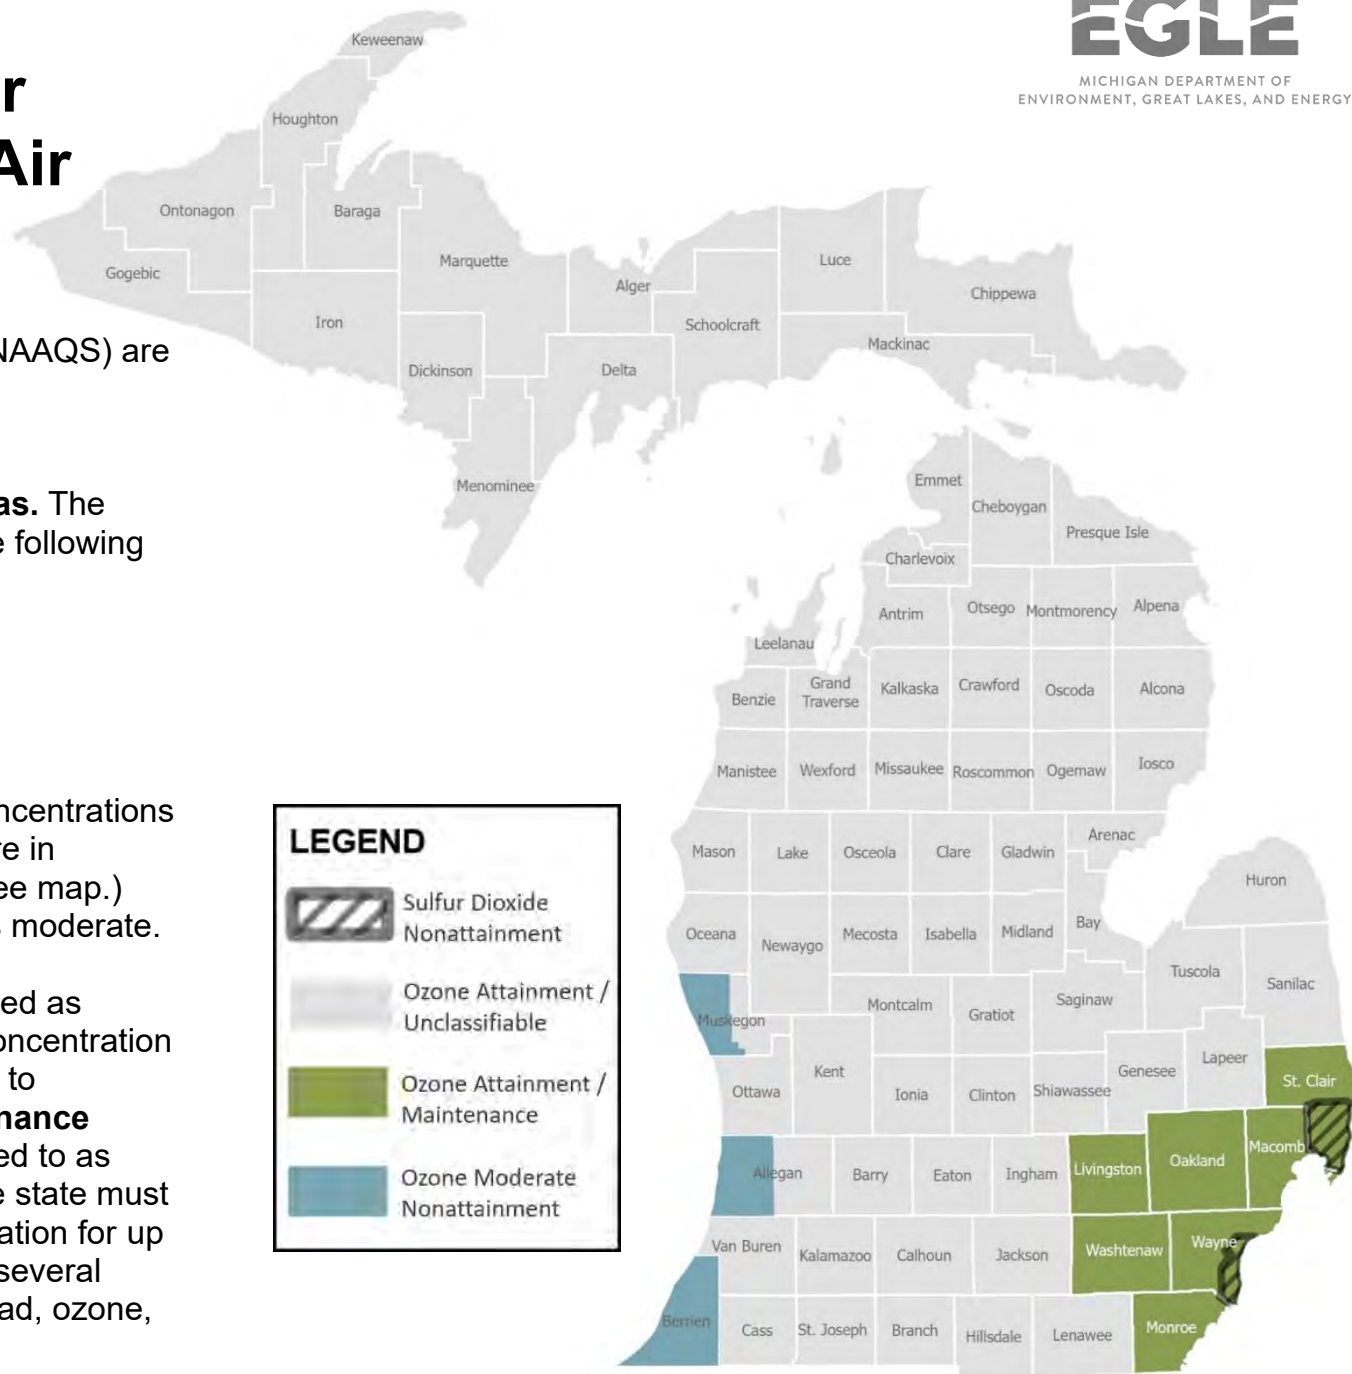 EGLE
MICHIGAN DEPARTMENT OF
ENVIRONMENT, GREAT LAKES, AND ENERGY
r
Air
NAAQS) are
as. The
e following
ncentrations
re in
ee map.)
s moderate.
ed as
oncentration
to
nance
ed to as
e state must
ation for up
several
ad, ozone,
Keweenaw
Houghton
Ontonagon
Baraga
Gogebic
Marquette
Alger
Luce
Chippewa
Iron
Schoolcraft
Mackinac
Dickinson
Delta
Menominee
Emmet
Cheboygan
Presque Isle
Charlevoix
Antrim
Otsego
Montmorency
Alpena
Leelanau
Benzie
Grand
Traverse
Kalkaska
Crawford
Oscoda
Alcona
Manistee
Wexford
Missaukee
Roscommon
Ogemaw
Iosco
Mason
Lake
Osceola
Clare
Gladwin
Arenac
Huron
Oceana
Newaygo
Mecosta
Isabella
Midland
Bay
Tuscola
Sanilac
Muskegon
Montcalm
Gratiot
Saginaw
Ottawa
Kent
Ionia
Clinton
Shiawassee
Genesee
Lapeer
St. Clair
Allegan
Barry
Eaton
Ingham
Livingston
Oakland
Macomb
Van Buren
Kalamazoo
Calhoun
Jackson
Washtenaw
Wayne
Berrien
Cass
St. Joseph
Branch
Hillsdale
Lenawee
Monroe
LEGEND
Sulfur Dioxide
Nonattainment
Ozone Attainment /
Unclassifiable
Ozone Attainment /
Maintenance
Ozone Moderate
Nonattainment